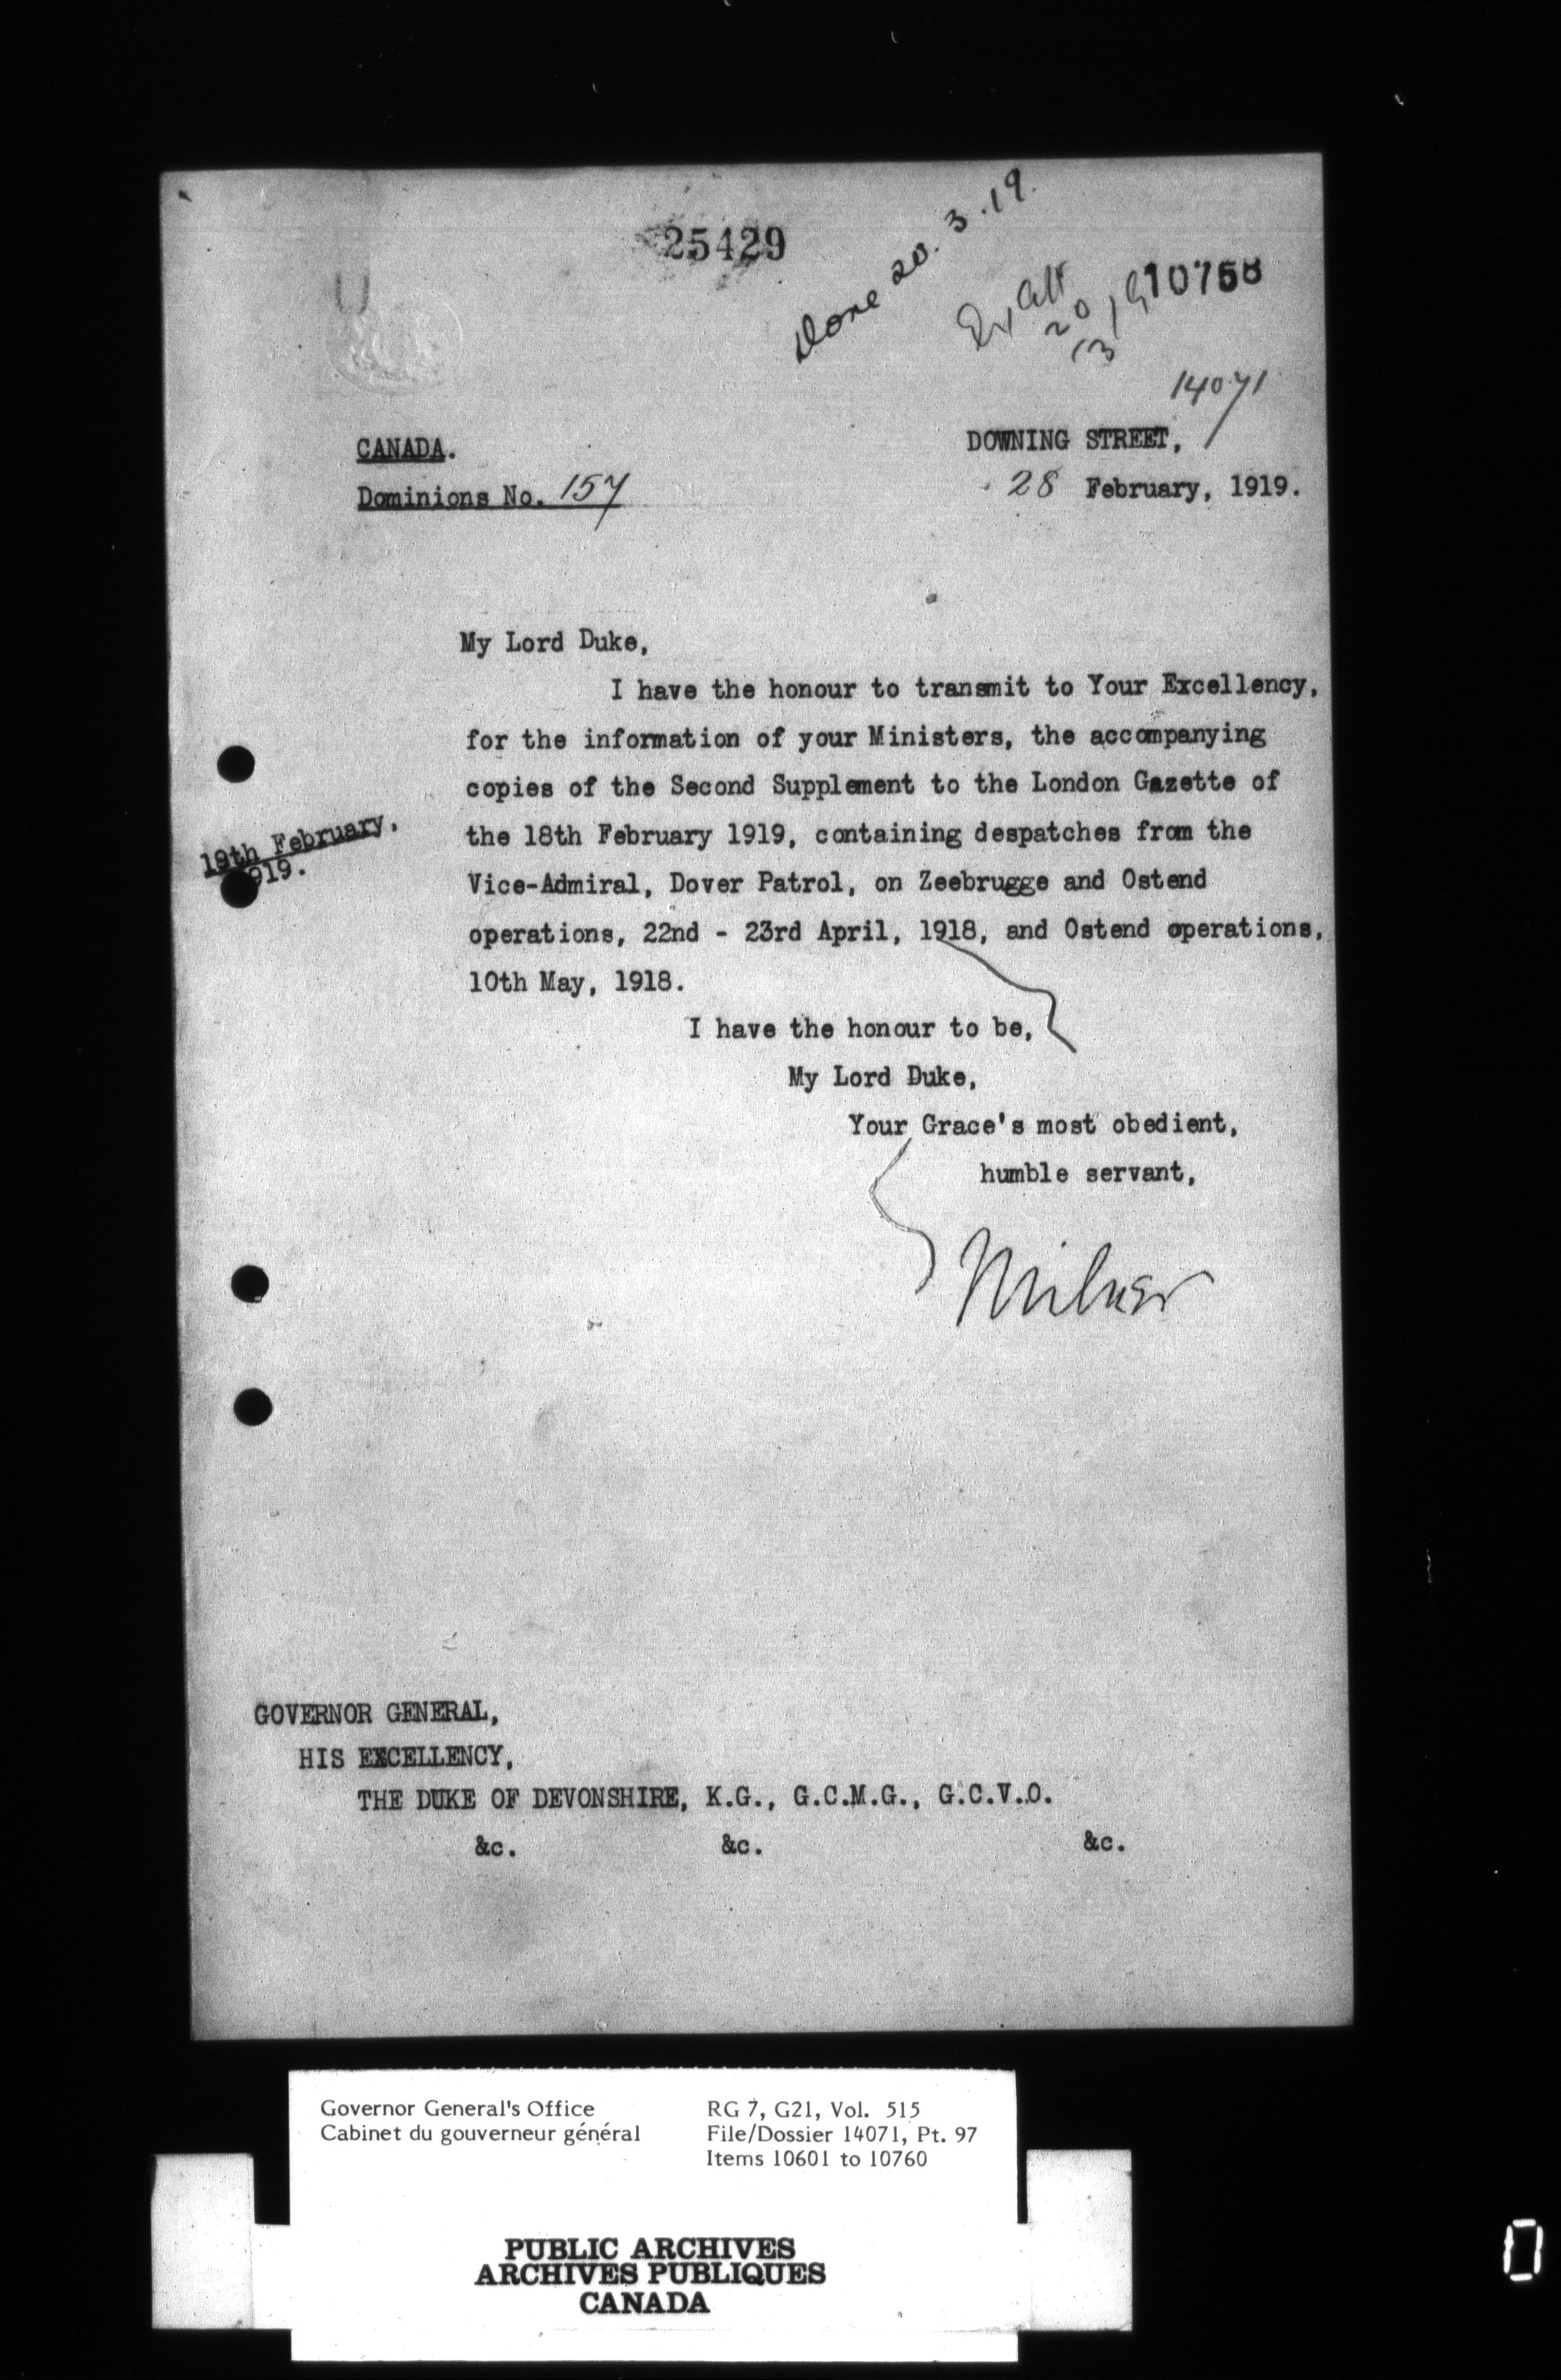 25429
Done 20.3.19.
10758
14071
CANADA.
DOWNING STREET,
Dominions No. 157
28 February, 1919.
My Lord Duke,
I have the honour to transmit to Your Excellency,
for the information of your Ministers, the accompanying
copies of the Second Supplement to the London Gazette of
19th February,
1919.
the 18th February 1919, containing despatches from the
Vice-Admiral, Dover Patrol, on Zeebrugge and Ostend
operations, 22nd - 23rd April, 1918, and Ostend operations,
10th May, 1918.
I have the honour to be,
My Lord Duke,
Your Grace's most obedient,
humble servant,
Milner
GOVERNOR GENERAL,
HIS EXCELLENCY,
THE DUKE OF DEVONSHIRE, K.G., G.C.M.G., G.C.V.O.
&c. &c. &c.
Governor General's Office
Cabinet du gouverneur général
RG 7, G21, Vol. 515
File/Dossier 14071, Pt. 97
Items 10601 to 10760
PUBLIC ARCHIVES
ARCHIVES PUBLIQUES
CANADA